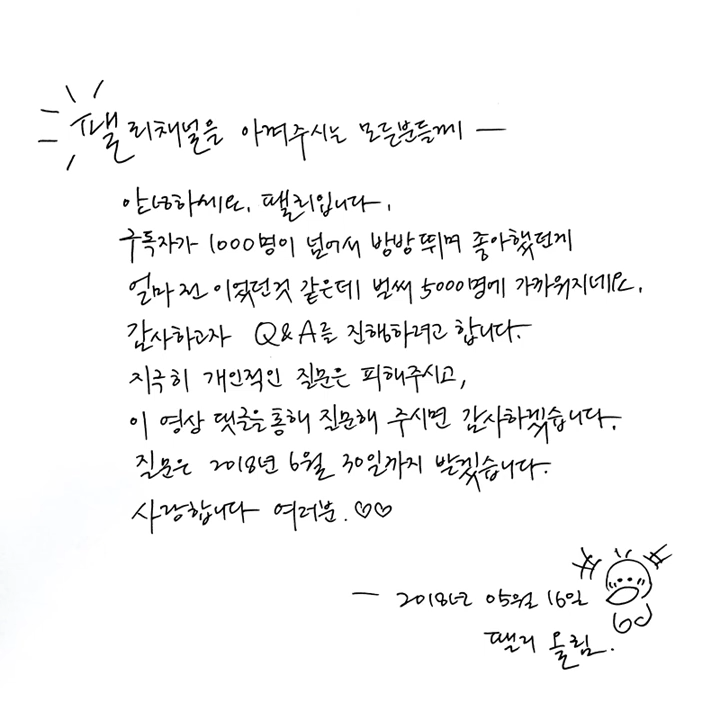 팰리채널을 아껴주시는 모든분들께 —
안녕하세요. 팰리입니다.
구독자가 1000명이 넘어서 방방 뛰며 좋아했던게
얼마전 이었던것 같은데 벌써 5000명에 가까워지네요.
감사하고자 Q&A를 진행하려고 합니다.
지극히 개인적인 질문은 피해주시고,
이 영상 댓글을 통해 질문해 주시면 감사하겠습니다.
질문은 2018년 6월 30일까지 받겠습니다.
사랑합니다 여러분. ♡♡
— 2018년 05월 16일
팰리 올림.